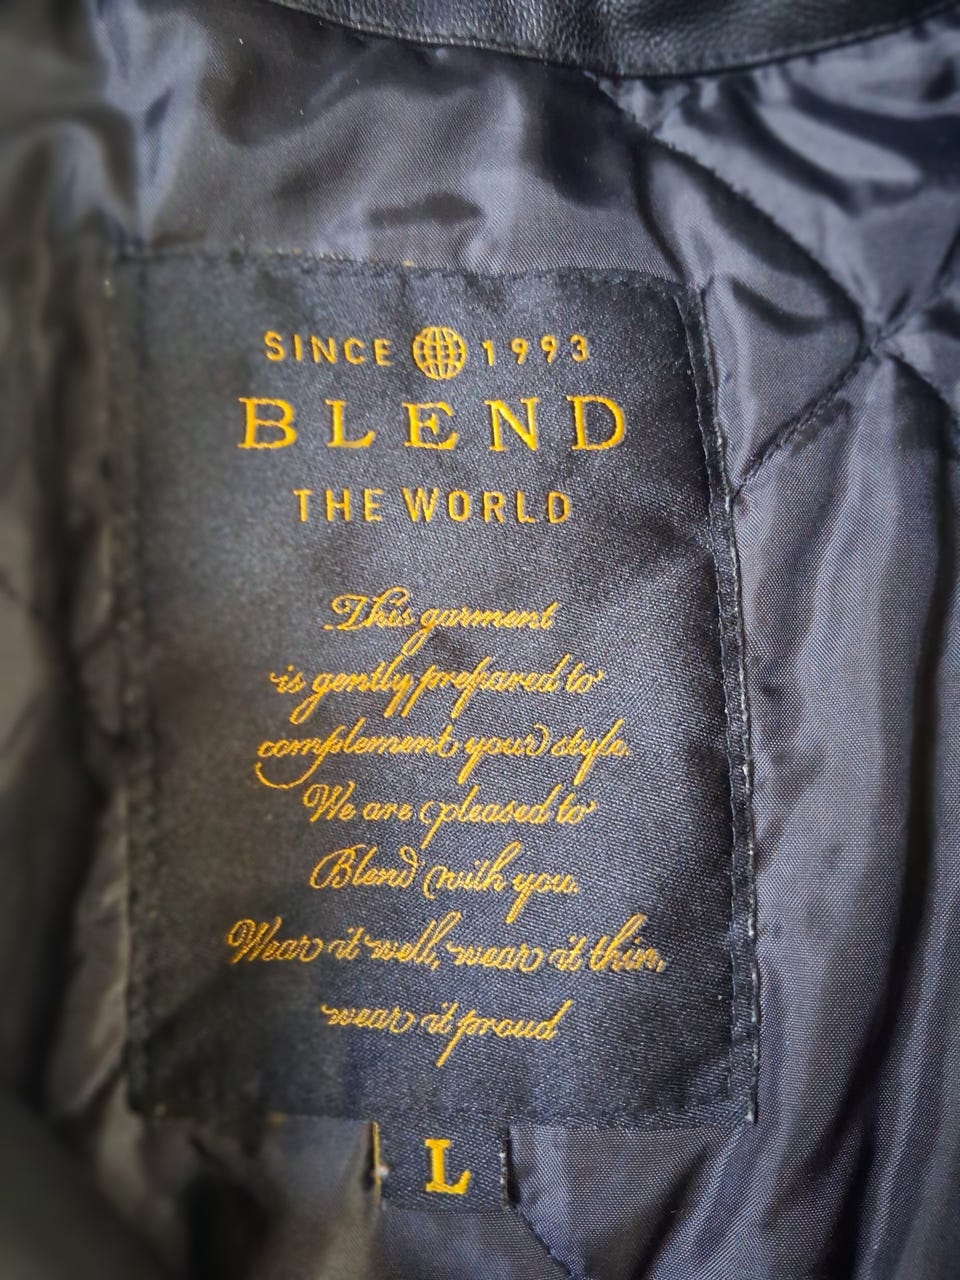 SINCE 1993
BLEND
THE WORLD
This garment
is gently prepared to
complement your style.
We are pleased to
Blend with you.
Wear it well, wear it thin,
wear it proud
L